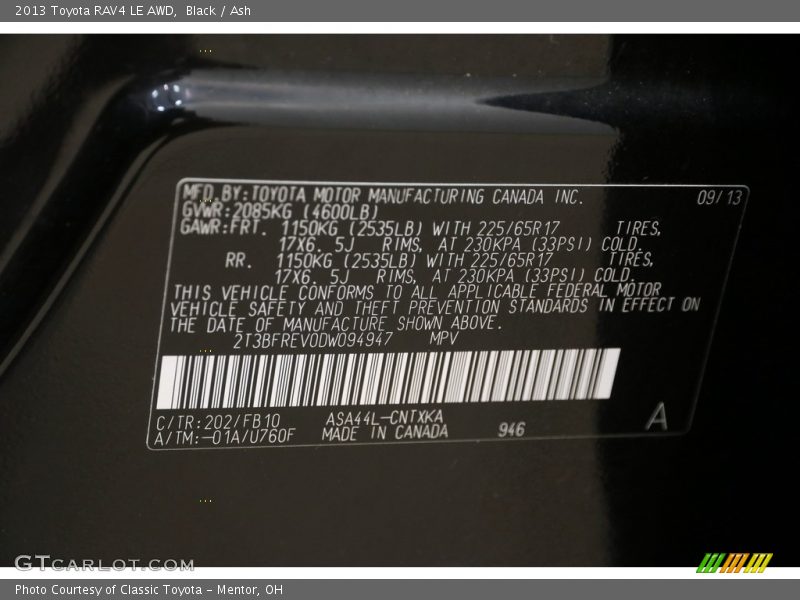 2013 Toyota RAV4 LE AWD, Black / Ash
MFD. BY: TOYOTA MOTOR MANUFACTURING CANADA INC. 09/13
GVWR: 2085KG (4600LB)
GAWR: FRT. 1150KG (2535LB) WITH 225/65R17 TIRES,
17X6. 5J RIMS, AT 230KPA (33PSI) COLD.
RR. 1150KG (2535LB) WITH 225/65R17 TIRES,
17X6. 5J RIMS, AT 230KPA (33PSI) COLD.
THIS VEHICLE CONFORMS TO ALL APPLICABLE FEDERAL MOTOR
VEHICLE SAFETY AND THEFT PREVENTION STANDARDS IN EFFECT ON
THE DATE OF MANUFACTURE SHOWN ABOVE.
2T3BFREV0DW094947 MPV
C/TR: 202/FB10 ASA44L-CNTXKA
A/TM: -01A/U760F MADE IN CANADA 946 A
GTCARLOT.COM
Photo Courtesy of Classic Toyota - Mentor, OH